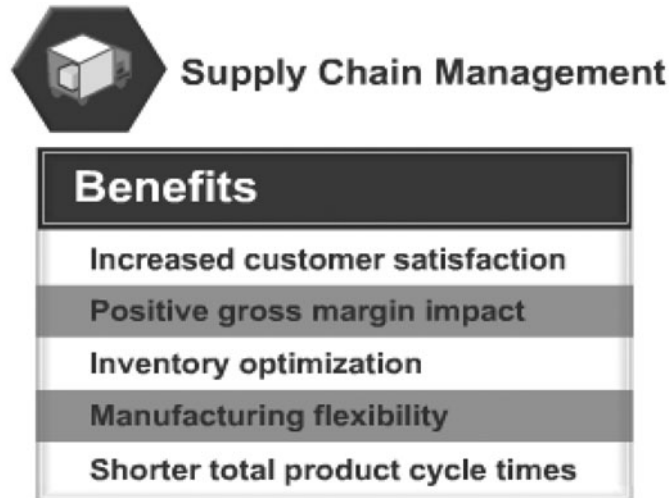 Supply Chain Management
Benefits
Increased customer satisfaction
Positive gross margin impact
Inventory optimization
Manufacturing flexibility
Shorter total product cycle times